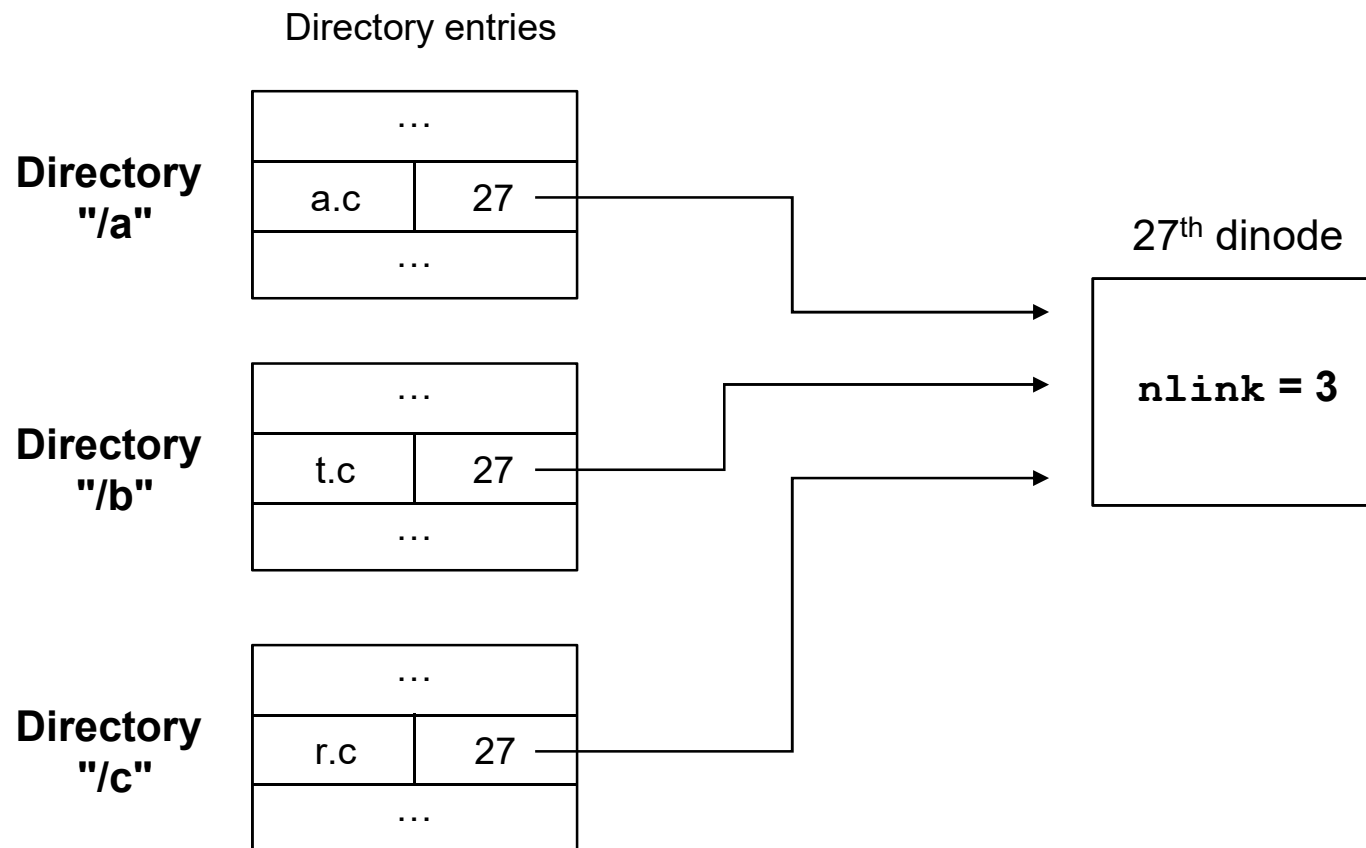 Directory entries
...
Directory
"/a"
a.c 27
...
27th dinode
nlink = 3
...
Directory
"/b"
t.c 27
...
...
Directory
"/c"
r.c 27
...